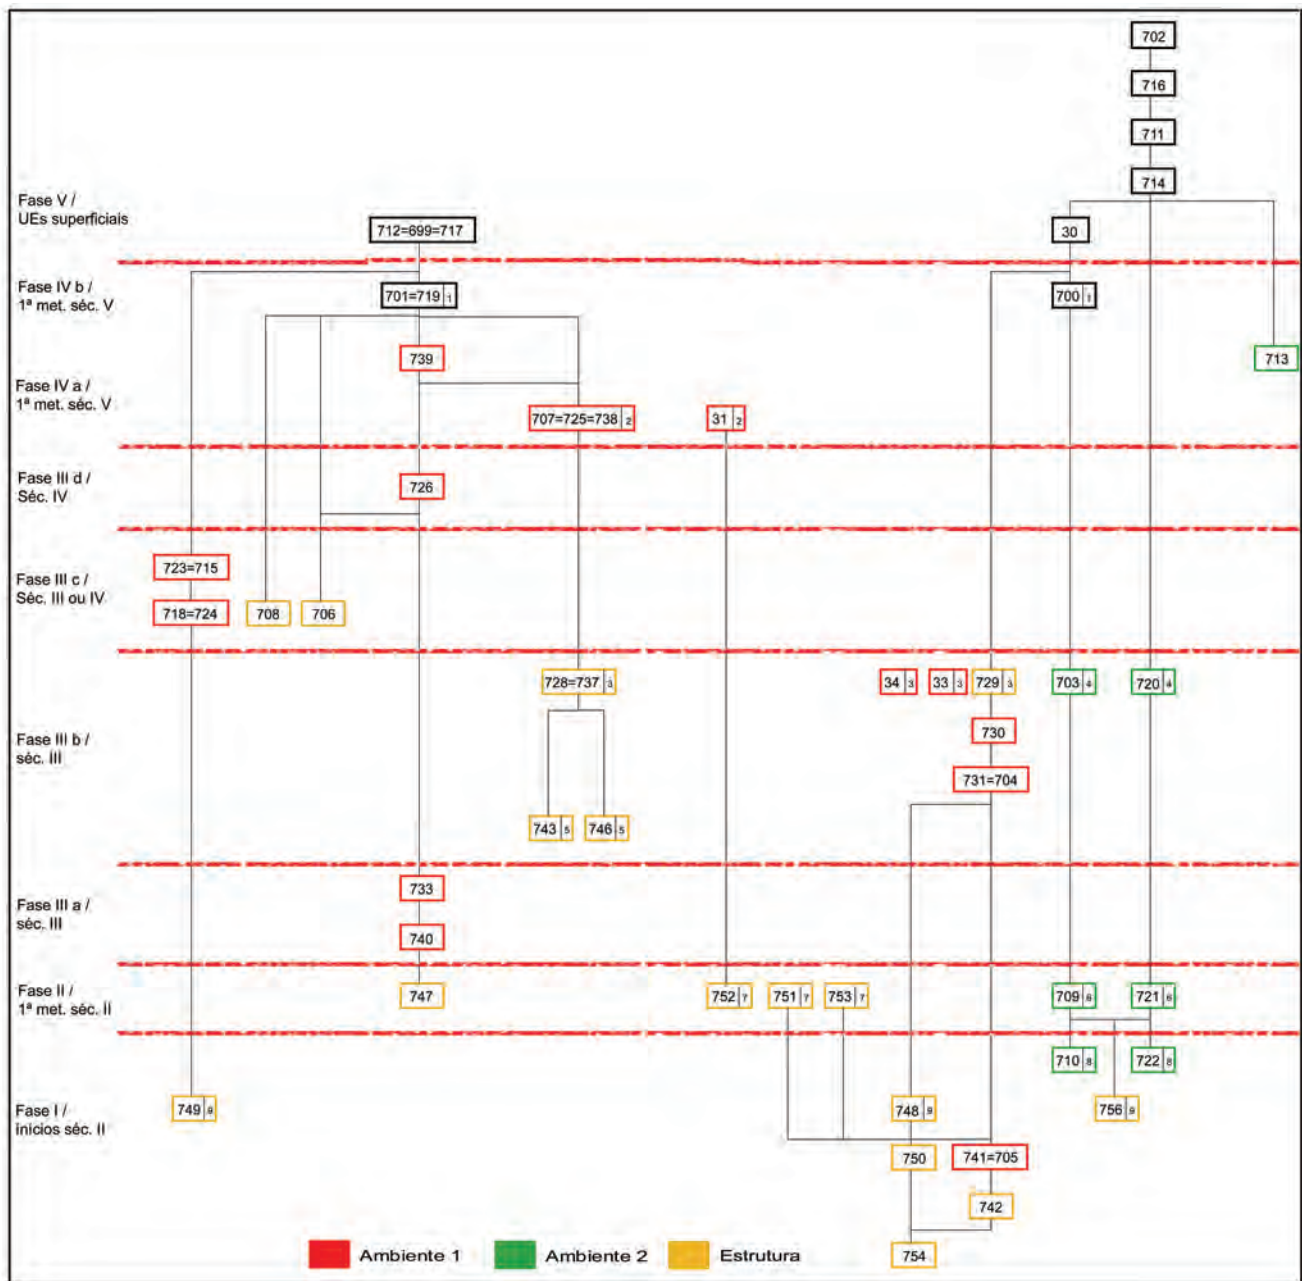 702
716
711
714
Fase V /
UEs superficiais
712=699=717
30
Fase IV b /
1ª met. séc. V
701=719 1
700 1
739
713
Fase IV a /
1ª met. séc. V
707=725=738 2
31 2
Fase III d /
Séc. IV
726
723=715
Fase III c /
Séc. III ou IV
718=724
708
706
728=737 3
34 3
33 3
729 3
703 4
720 4
730
Fase III b /
séc. III
731=704
743 5
746 5
733
Fase III a /
séc. III
740
Fase II /
1ª met. séc. II
747
752 7
751 7
753 7
709 6
721 6
710 8
722 8
Fase I /
inícios séc. II
749 9
748 9
756 9
750
741=705
742
754
Ambiente 1
Ambiente 2
Estrutura